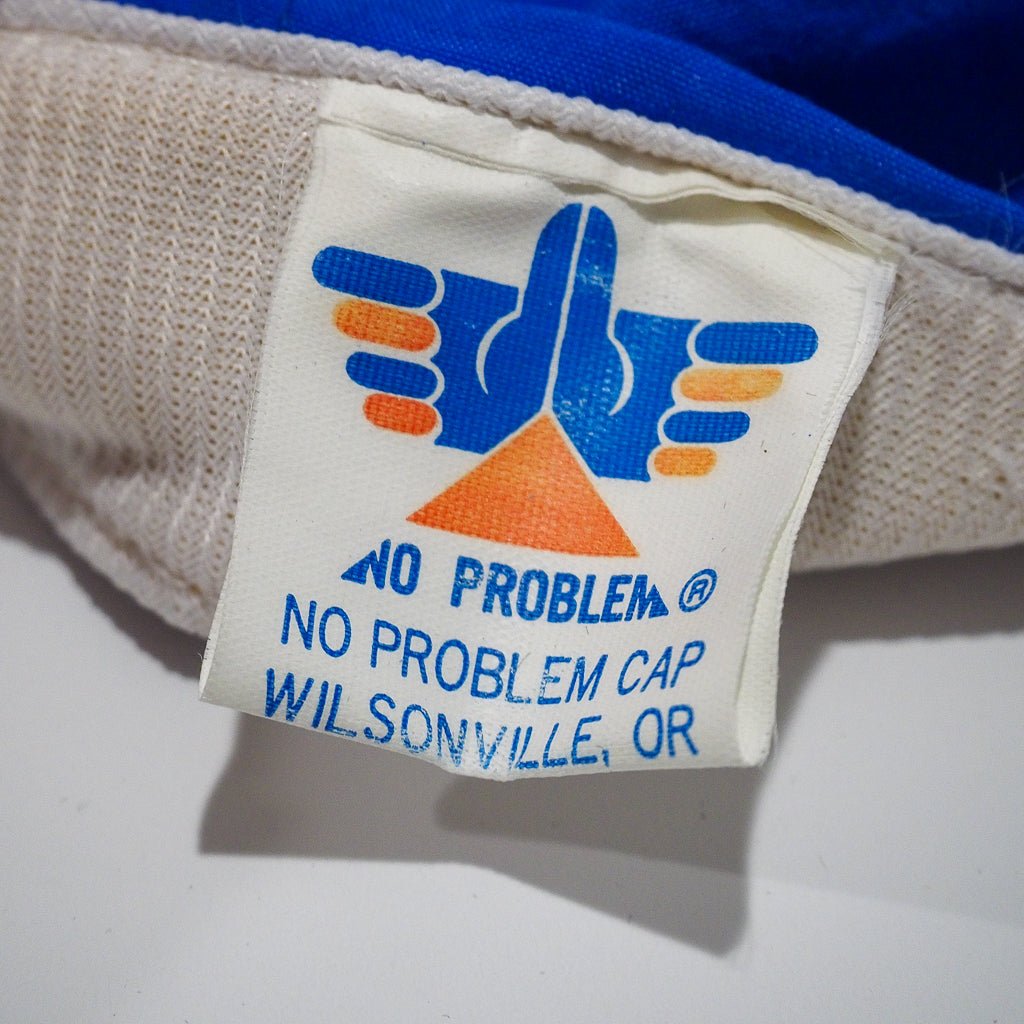 NO PROBLEM®
NO PROBLEM CAP
WILSONVILLE, OR